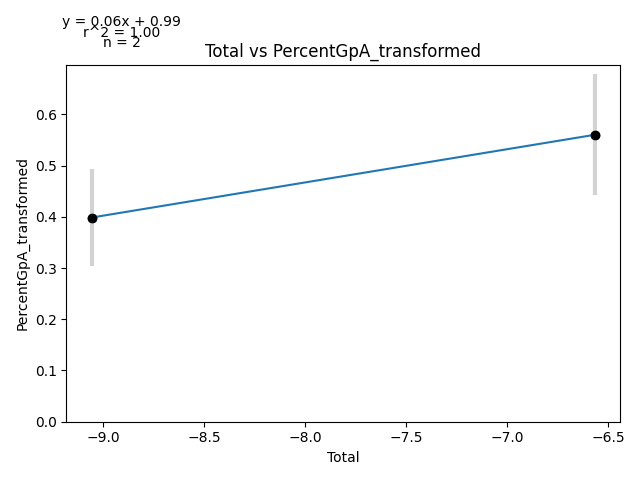 y = 0.06x + 0.99
r^2 = 1.00
n = 2
Total vs PercentGpA_transformed
PercentGpA_transformed
0.6
0.5
0.4
0.3
0.2
0.1
0.0
−9.0 −8.5 −8.0 −7.5 −7.0 −6.5
Total